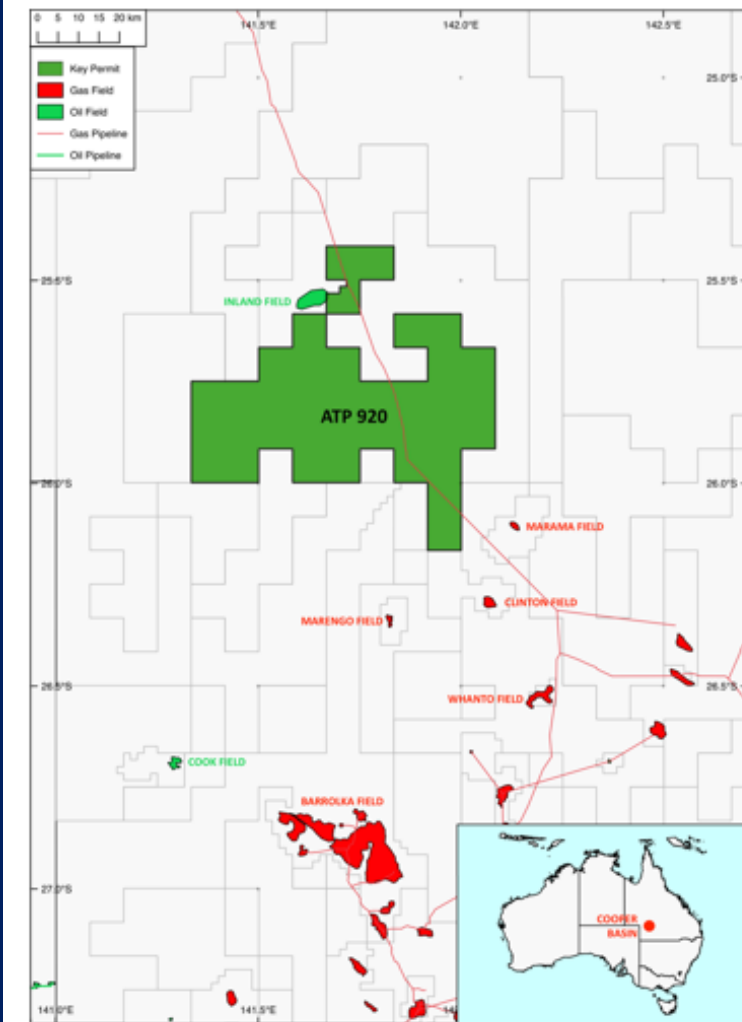 0 5 10 15 20 km
141.5°E
142.0°E
142.5°E
Key Permit
Gas Field
Oil Field
Gas Pipeline
Oil Pipeline
25.0°S
25.5°S
INLAND FIELD
ATP 920
26.0°S
26.0°S
MARAMA FIELD
CLINTON FIELD
MARENGO FIELD
26.5°S
26.5°S
WHANTO FIELD
COOK FIELD
BARROLKA FIELD
27.0°S
COOPER
BASIN
141.0°E
141.5°E